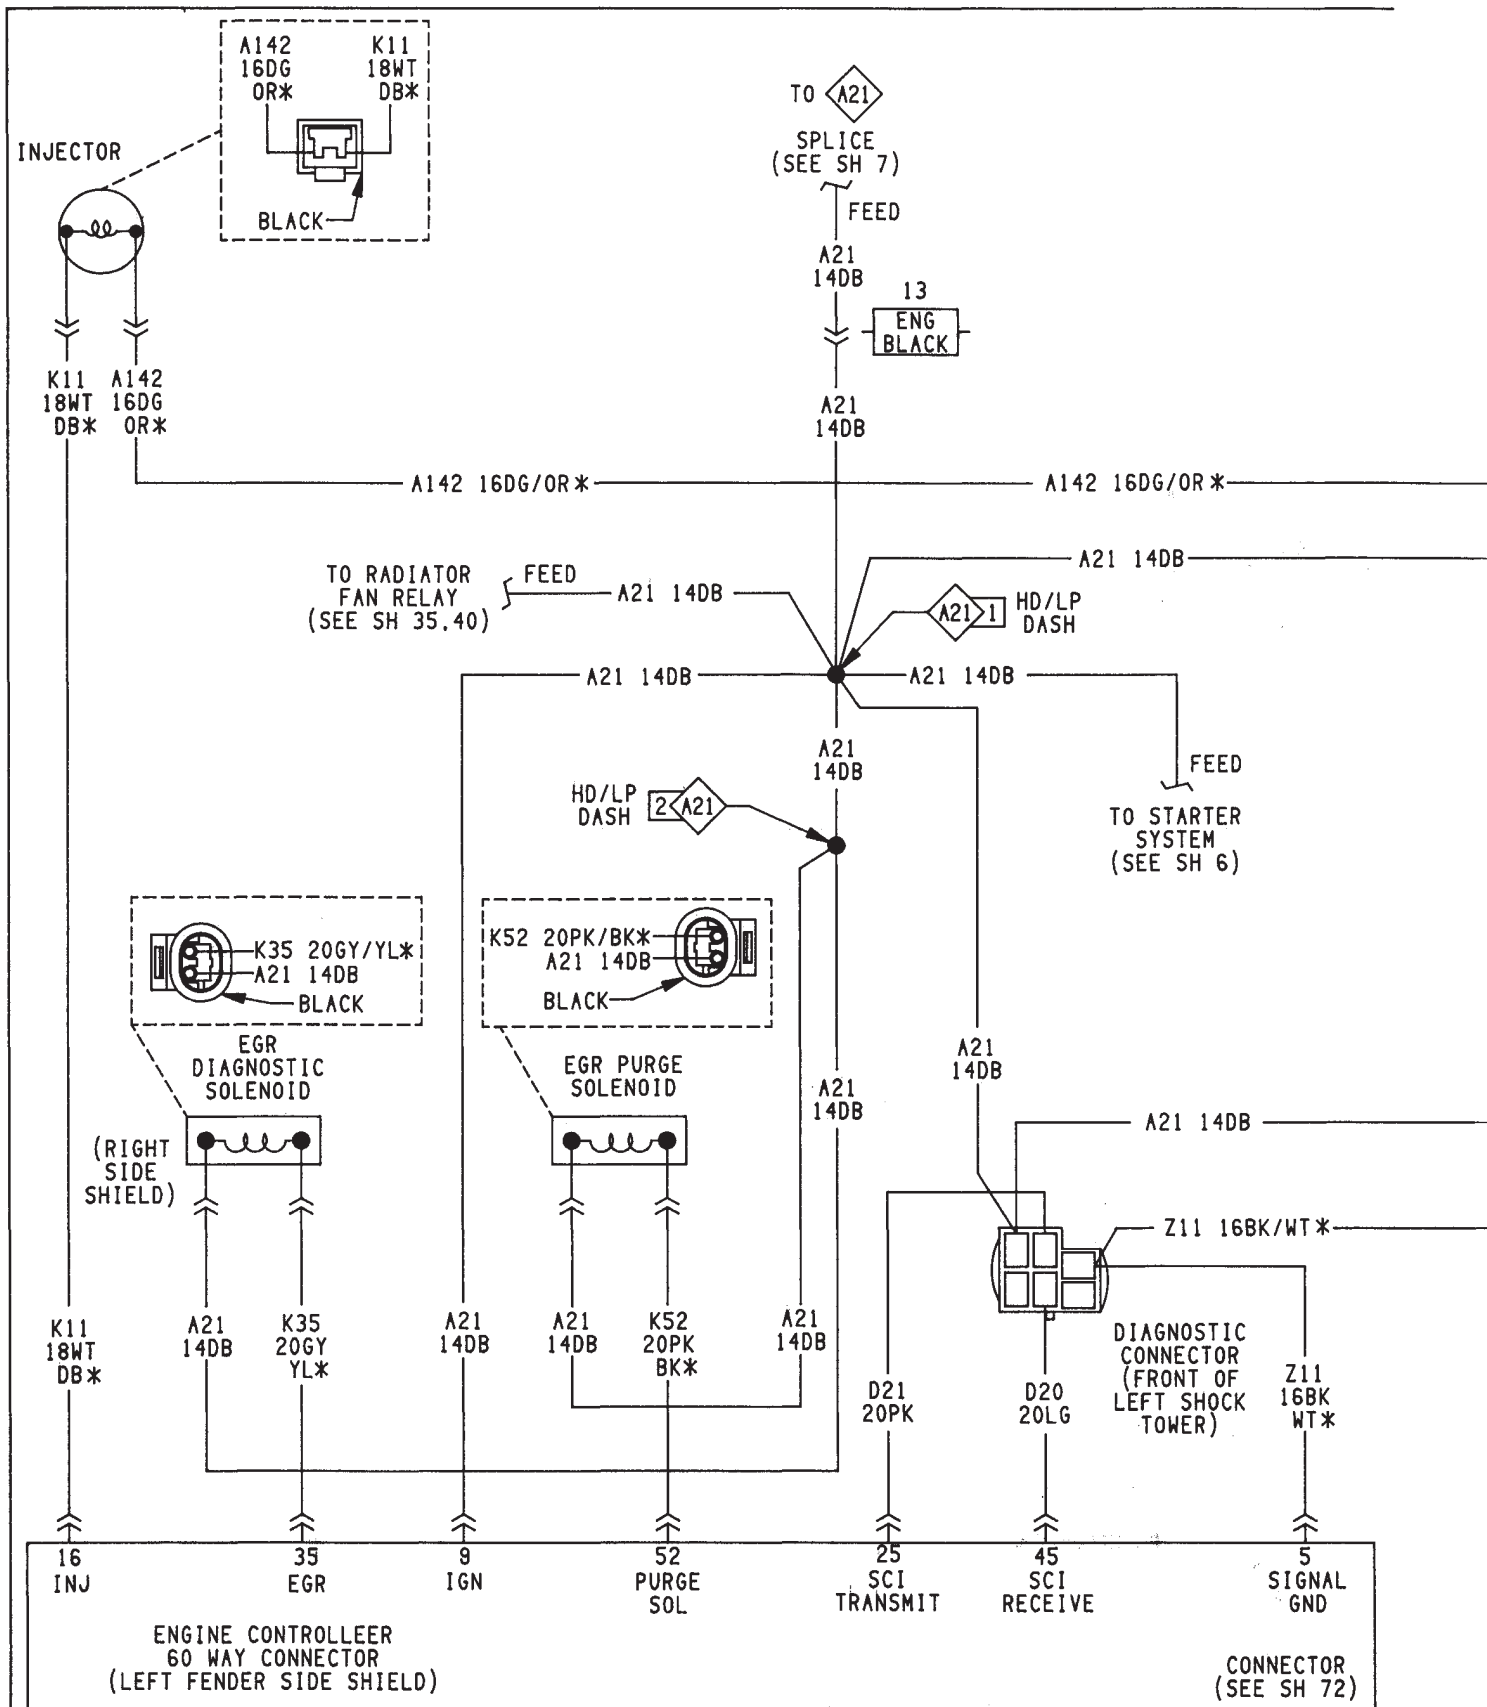 A142
16DG
OR*
K11
18WT
DB*
BLACK
INJECTOR
TO A21
SPLICE
(SEE SH 7)
FEED
A21
14DB
13
ENG
BLACK
K11
18WT
DB*
A142
16DG
OR*
A21
14DB
A142 16DG/OR*
A142 16DG/OR*
A21 14DB
TO RADIATOR
FAN RELAY
(SEE SH 35,40)
FEED
A21 14DB
A21 1
HD/LP
DASH
A21 14DB
A21 14DB
A21
14DB
FEED
TO STARTER
SYSTEM
(SEE SH 6)
HD/LP
DASH
2 A21
K35 20GY/YL*
A21 14DB
BLACK
K52 20PK/BK*
A21 14DB
BLACK
EGR
DIAGNOSTIC
SOLENOID
EGR PURGE
SOLENOID
A21
14DB
A21
14DB
(RIGHT
SIDE
SHIELD)
A21 14DB
Z11 16BK/WT*
K11
18WT
DB*
A21
14DB
K35
20GY
YL*
A21
14DB
A21
14DB
K52
20PK
BK*
A21
14DB
DIAGNOSTIC
CONNECTOR
(FRONT OF
LEFT SHOCK
TOWER)
D21
20PK
D20
20LG
Z11
16BK
WT*
16
INJ
35
EGR
9
IGN
52
PURGE
SOL
25
SCI
TRANSMIT
45
SCI
RECEIVE
5
SIGNAL
GND
ENGINE CONTROLLEER
60 WAY CONNECTOR
(LEFT FENDER SIDE SHIELD)
CONNECTOR
(SEE SH 72)